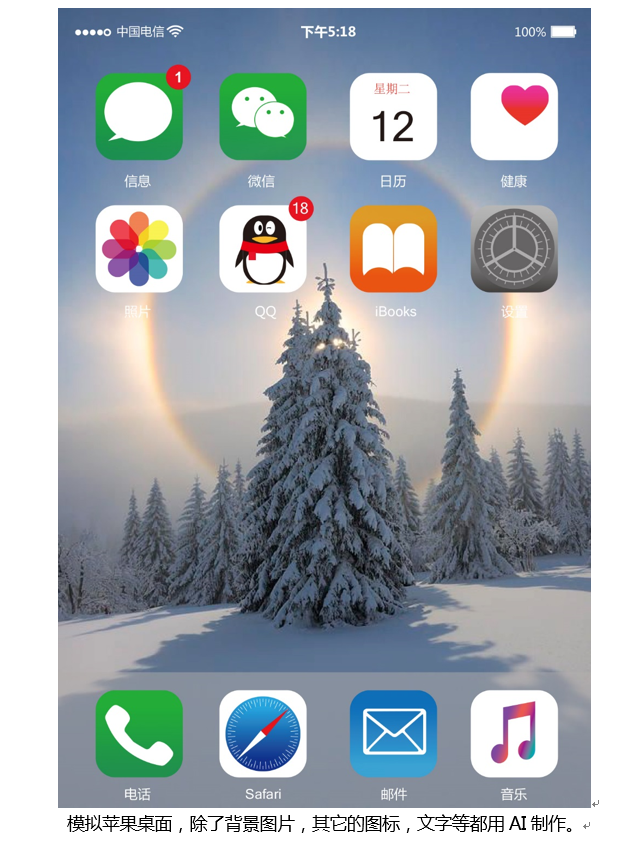 中国电信 下午5:18 100%
1
星期二
12
信息 微信 日历 健康
18
照片 QQ iBooks 设置
电话 Safari 邮件 音乐
模拟苹果桌面，除了背景图片，其它的图标，文字等都用 AI 制作。